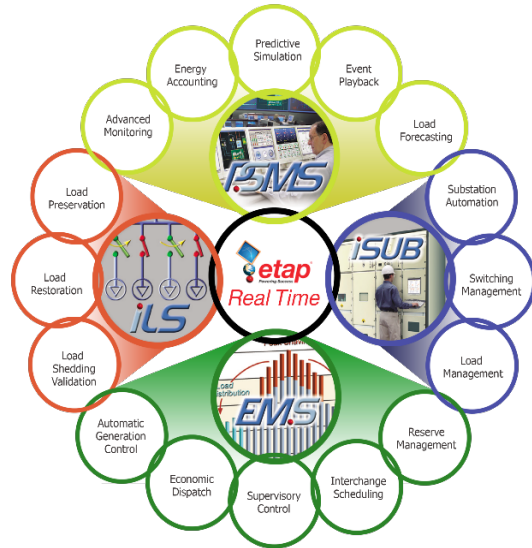 Predictive
Simulation
Energy
Accounting
Event
Playback
Advanced
Monitoring
Load
Forecasting
PSMS
Load
Preservation
Substation
Automation
iSUB
etap
Real Time
iLS
Load
Restoration
Switching
Management
Load
Shedding
Validation
Load
Management
Load
EMS
Automatic
Generation
Control
Reserve
Management
Economic
Dispatch
Supervisory
Control
Interchange
Scheduling